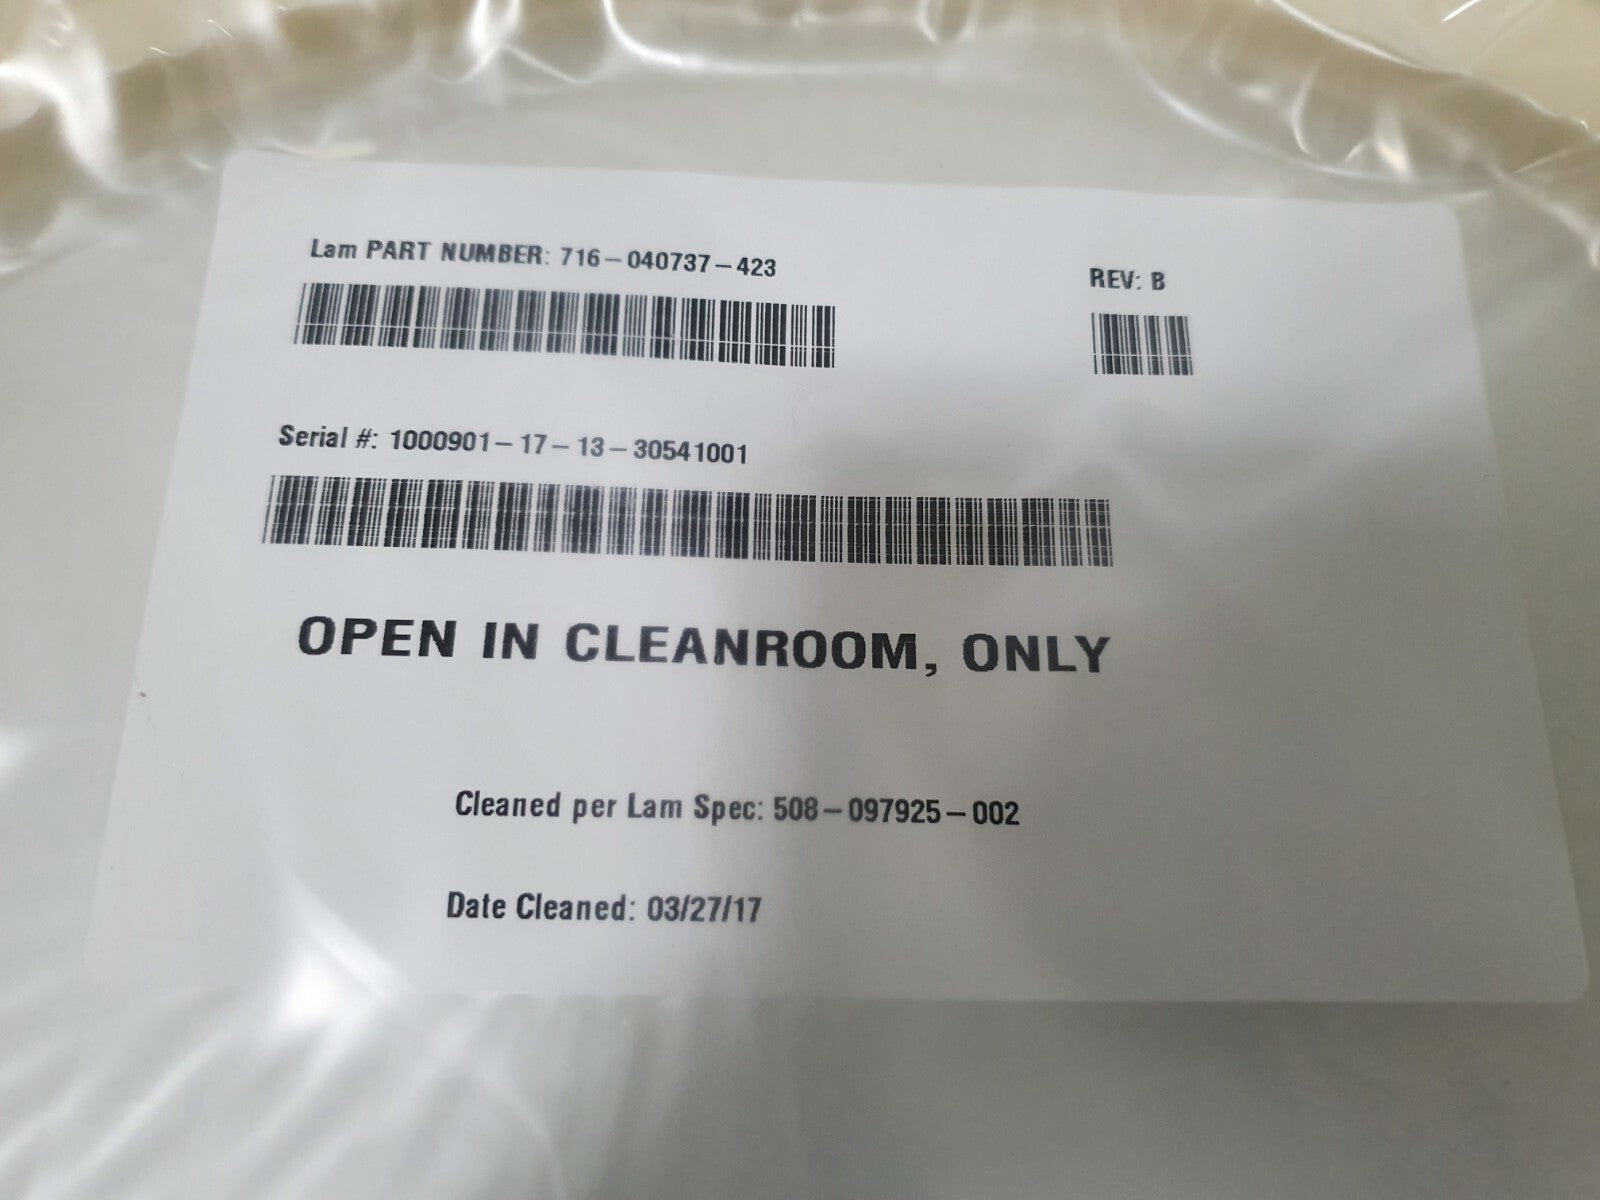 Lam PART NUMBER: 716-040737-423
REV: B
Serial #: 1000901-17-13-30541001
OPEN IN CLEANROOM, ONLY
Cleaned per Lam Spec: 508-097925-002
Date Cleaned: 03/27/17